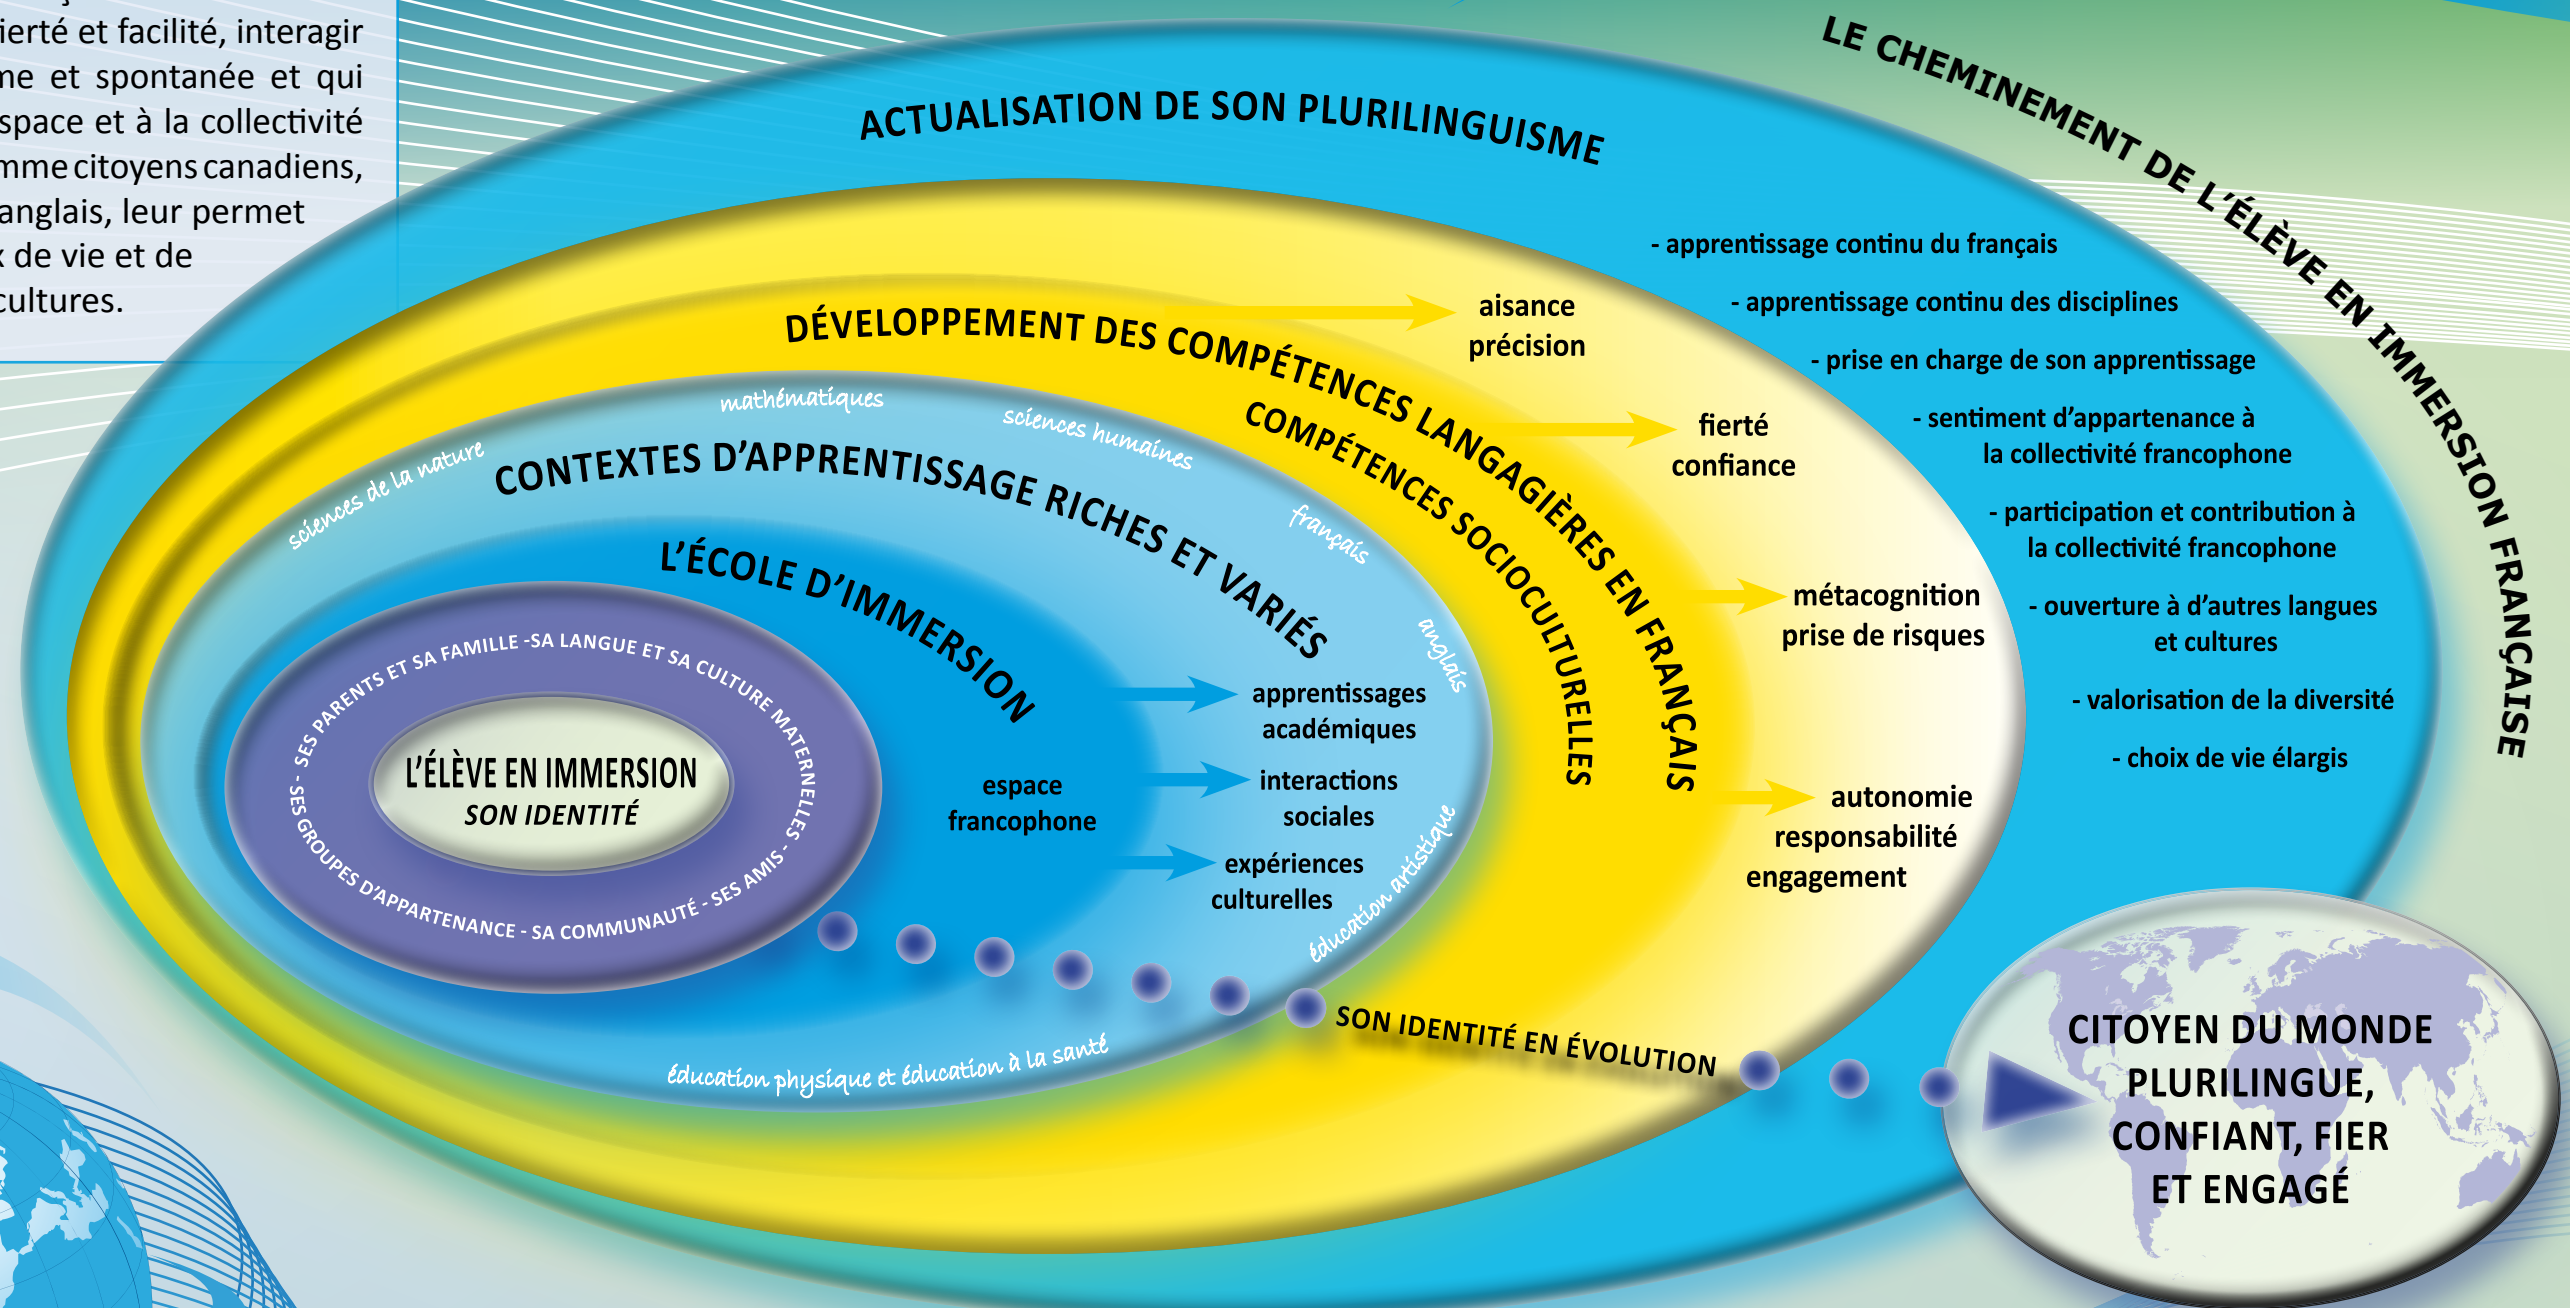 fierté et facilité, interagir
et spontanée et qui
et à la collectivité
citoyens canadiens,
anglais, leur permet
de vie et de
cultures.
LE CHEMINEMENT DE L'ÉLÈVE EN IMMERSION FRANÇAISE
ACTUALISATION DE SON PLURILINGUISME
- apprentissage continu du français
- apprentissage continu des disciplines
- prise en charge de son apprentissage
- sentiment d'appartenance à
la collectivité francophone
- participation et contribution à
la collectivité francophone
- ouverture à d'autres langues
et cultures
- valorisation de la diversité
- choix de vie élargis
DÉVELOPPEMENT DES COMPÉTENCES LANGAGIÈRES EN FRANÇAIS
COMPÉTENCES SOCIOCULTURELLES
aisance
précision
fierté
confiance
métacognition
prise de risques
autonomie
responsabilité
engagement
sciences de la nature
mathématiques
sciences humaines
français
anglais
éducation artistique
éducation physique et éducation à la santé
CONTEXTES D'APPRENTISSAGE RICHES ET VARIÉS
apprentissages
académiques
interactions
sociales
expériences
culturelles
L'ÉCOLE D'IMMERSION
espace
francophone
- SES PARENTS ET SA FAMILLE -SA LANGUE ET SA CULTURE MATERNELLES - SES AMIS - SA COMMUNAUTÉ - SES GROUPES D'APPARTENANCE
L'ÉLÈVE EN IMMERSION
SON IDENTITÉ
SON IDENTITÉ EN ÉVOLUTION
CITOYEN DU MONDE
PLURILINGUE,
CONFIANT, FIER
ET ENGAGÉ